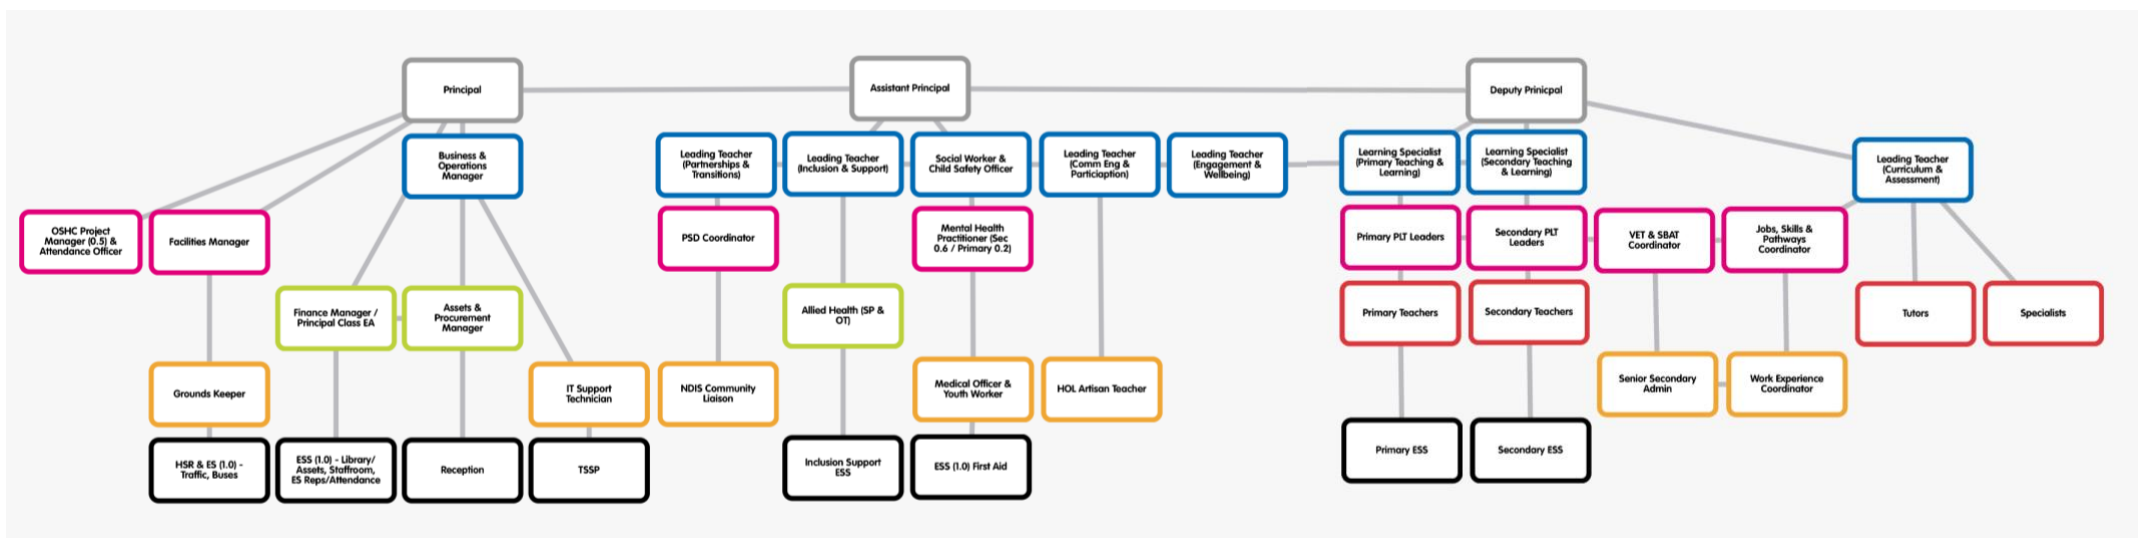 Principal
Assistant Principal
Deputy Prinicpal
Business &
Operations
Manager
Leading Teacher
(Partnerships &
Transitions)
Leading Teacher
(Inclusion & Support)
Social Worker &
Child Safety Officer
Leading Teacher
(Comm Eng &
Particiaption)
Leading Teacher
(Engagement &
Wellbeing)
Learning Specialist
(Primary Teaching &
Learning)
Learning Specialist
(Secondary Teaching
& Learning)
Leading Teacher
(Curriculum &
Assessment)
OSHC Project
Manager (0.5) &
Attendance Officer
Facilities Manager
PSD Coordinator
Mental Health
Practitioner (Sec
0.6 / Primary 0.2)
Primary PLT Leaders
Secondary PLT
Leaders
VET & SBAT
Coordinator
Jobs, Skills &
Pathways
Coordinator
Finance Manager /
Principal Class EA
Assets &
Procurement
Manager
Allied Health (SP &
OT)
Primary Teachers
Secondary Teachers
Tutors
Specialists
Grounds Keeper
IT Support
Technician
NDIS Community
Liaison
Medical Officer &
Youth Worker
HOL Artisan Teacher
Senior Secondary
Admin
Work Experience
Coordinator
HSR & ES (1.0) -
Traffic, Buses
ESS (1.0) - Library/
Assets, Staffroom,
ES Reps/Attendance
Reception
TSSP
Inclusion Support
ESS
ESS (1.0) First Aid
Primary ESS
Secondary ESS